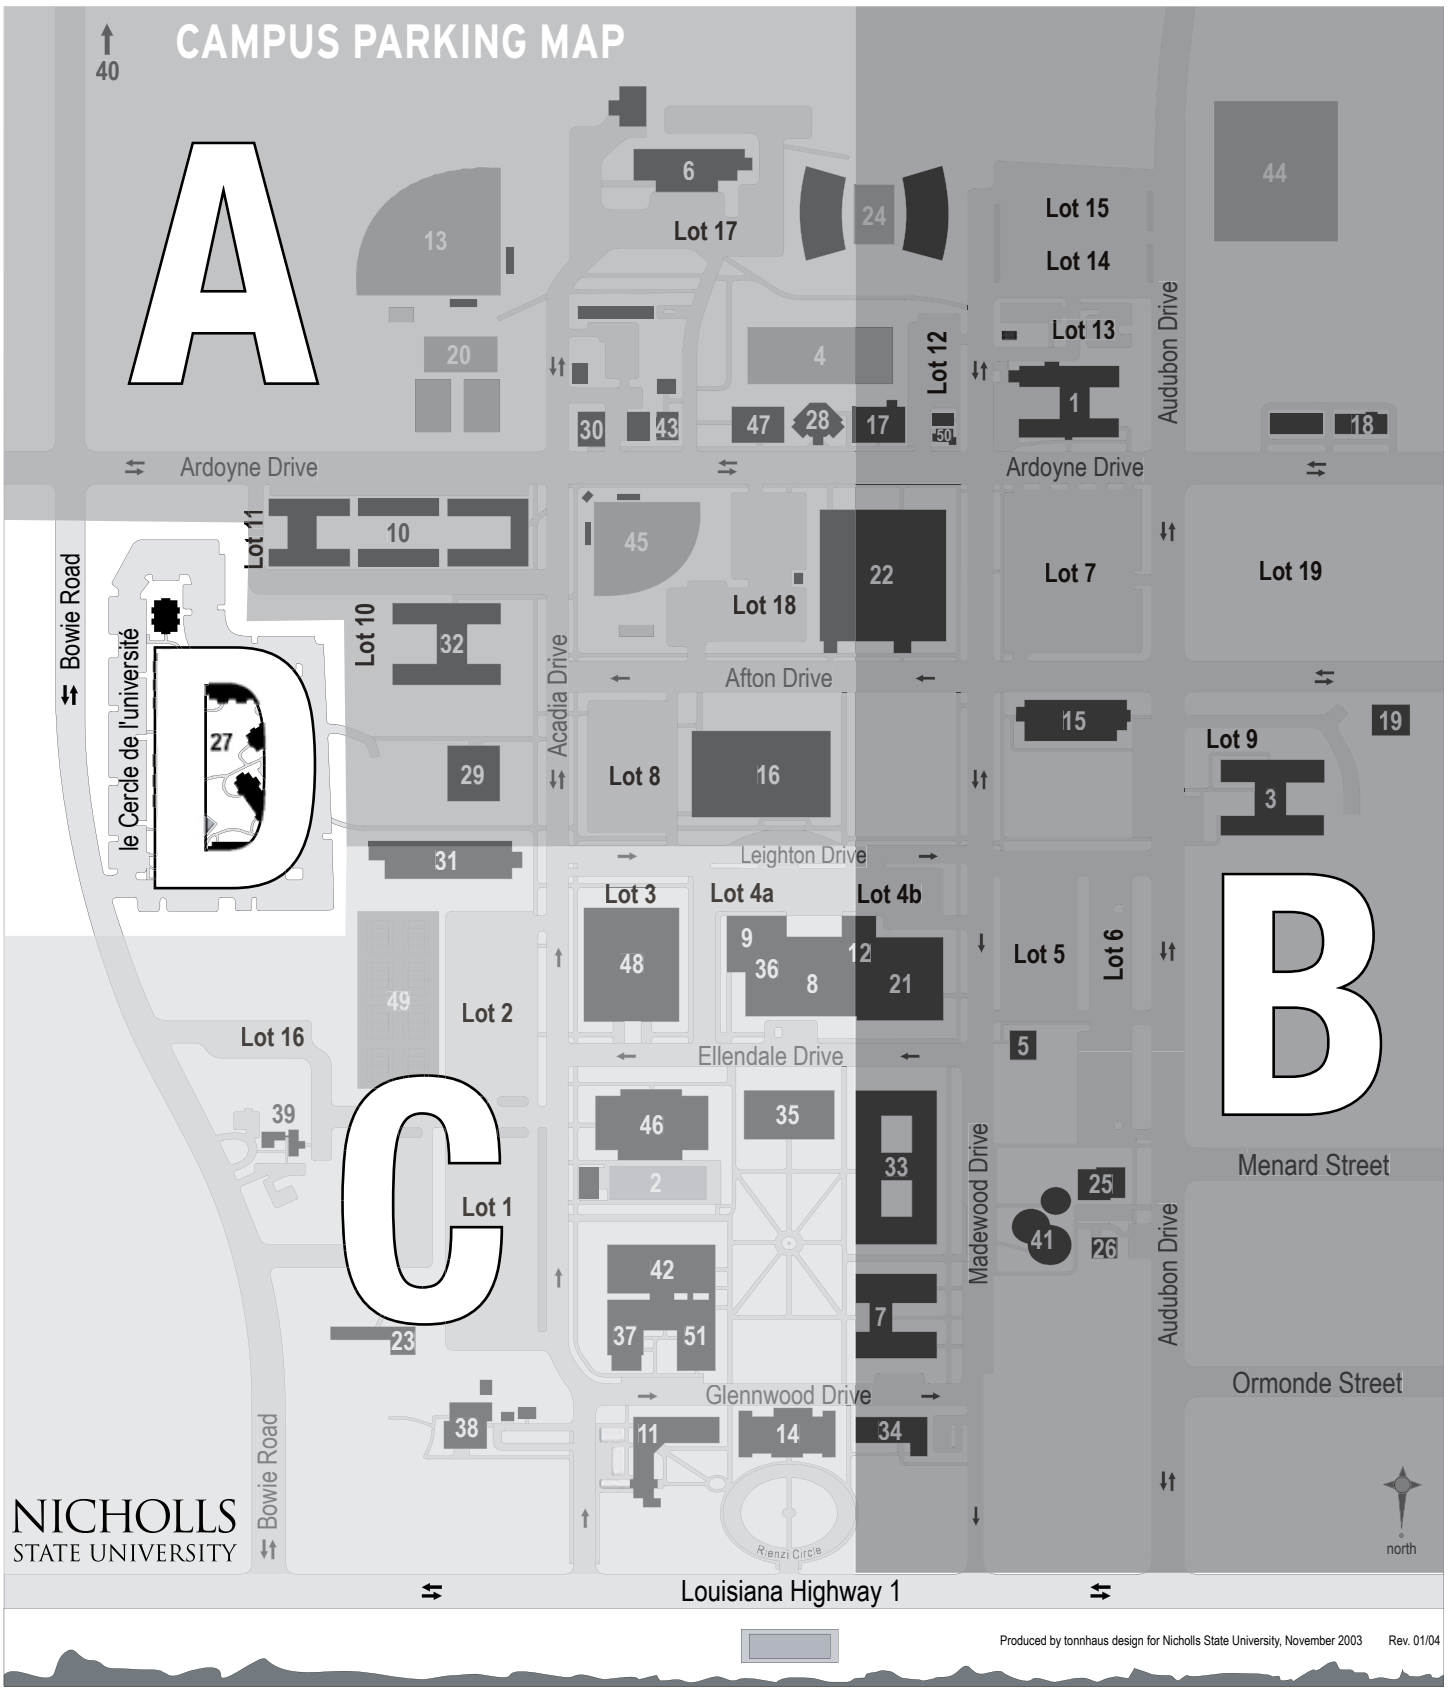 CAMPUS PARKING MAP
40
A
6
13
24
44
Lot 15
Lot 17
Lot 14
Audubon Drive
Lot 13
20
4
Lot 12
1
30
43
47
28
17
50
18
Ardoyne Drive
Ardoyne Drive
Lot 11
10
45
22
Lot 7
Lot 19
Bowie Road
le Cercle de l'université
Lot 10
32
Lot 18
Acadia Drive
Afton Drive
D
27
15
19
Lot 9
29
Lot 8
16
3
31
Leighton Drive
Lot 3
Lot 4a
Lot 4b
B
9
12
48
36
8
21
Lot 5
Lot 6
49
Lot 2
Lot 16
5
Ellendale Drive
39
46
35
C
Lot 1
2
33
Madewood Drive
25
Menard Street
41
26
Audubon Drive
42
37
51
7
23
Glennwood Drive
Ormonde Street
38
11
14
34
Bowie Road
Rienzi Circle
NICHOLLS
STATE UNIVERSITY
north
Louisiana Highway 1
Produced by tonnhaus design for Nicholls State University, November 2003 Rev. 01/04